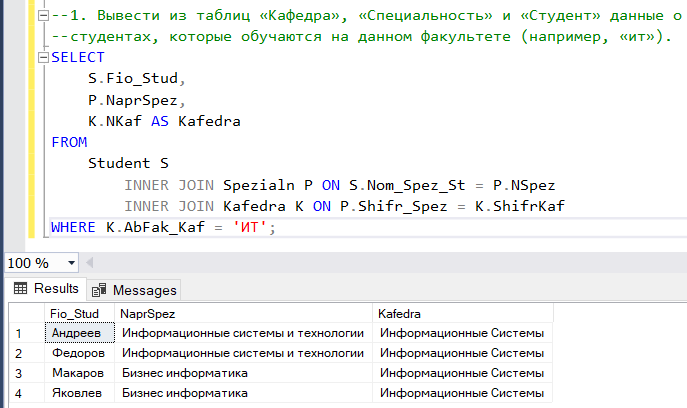 --1. Вывести из таблиц «Кафедра», «Специальность» и «Студент» данные о
--студентах, которые обучаются на данном факультете (например, «ит»).
SELECT
S.Fio_Stud,
P.NaprSpez,
K.NKaf AS Kafedra
FROM
Student S
INNER JOIN Spezialn P ON S.Nom_Spez_St = P.NSpez
INNER JOIN Kafedra K ON P.Shifr_Spez = K.ShifrKaf
WHERE K.AbFak_Kaf = 'ИТ';
100 %
Results Messages
Fio_Stud NaprSpez Kafedra
1 Андреев Информационные системы и технологии Информационные Системы
2 Федоров Информационные системы и технологии Информационные Системы
3 Макаров Бизнес информатика Информационные Системы
4 Яковлев Бизнес информатика Информационные Системы